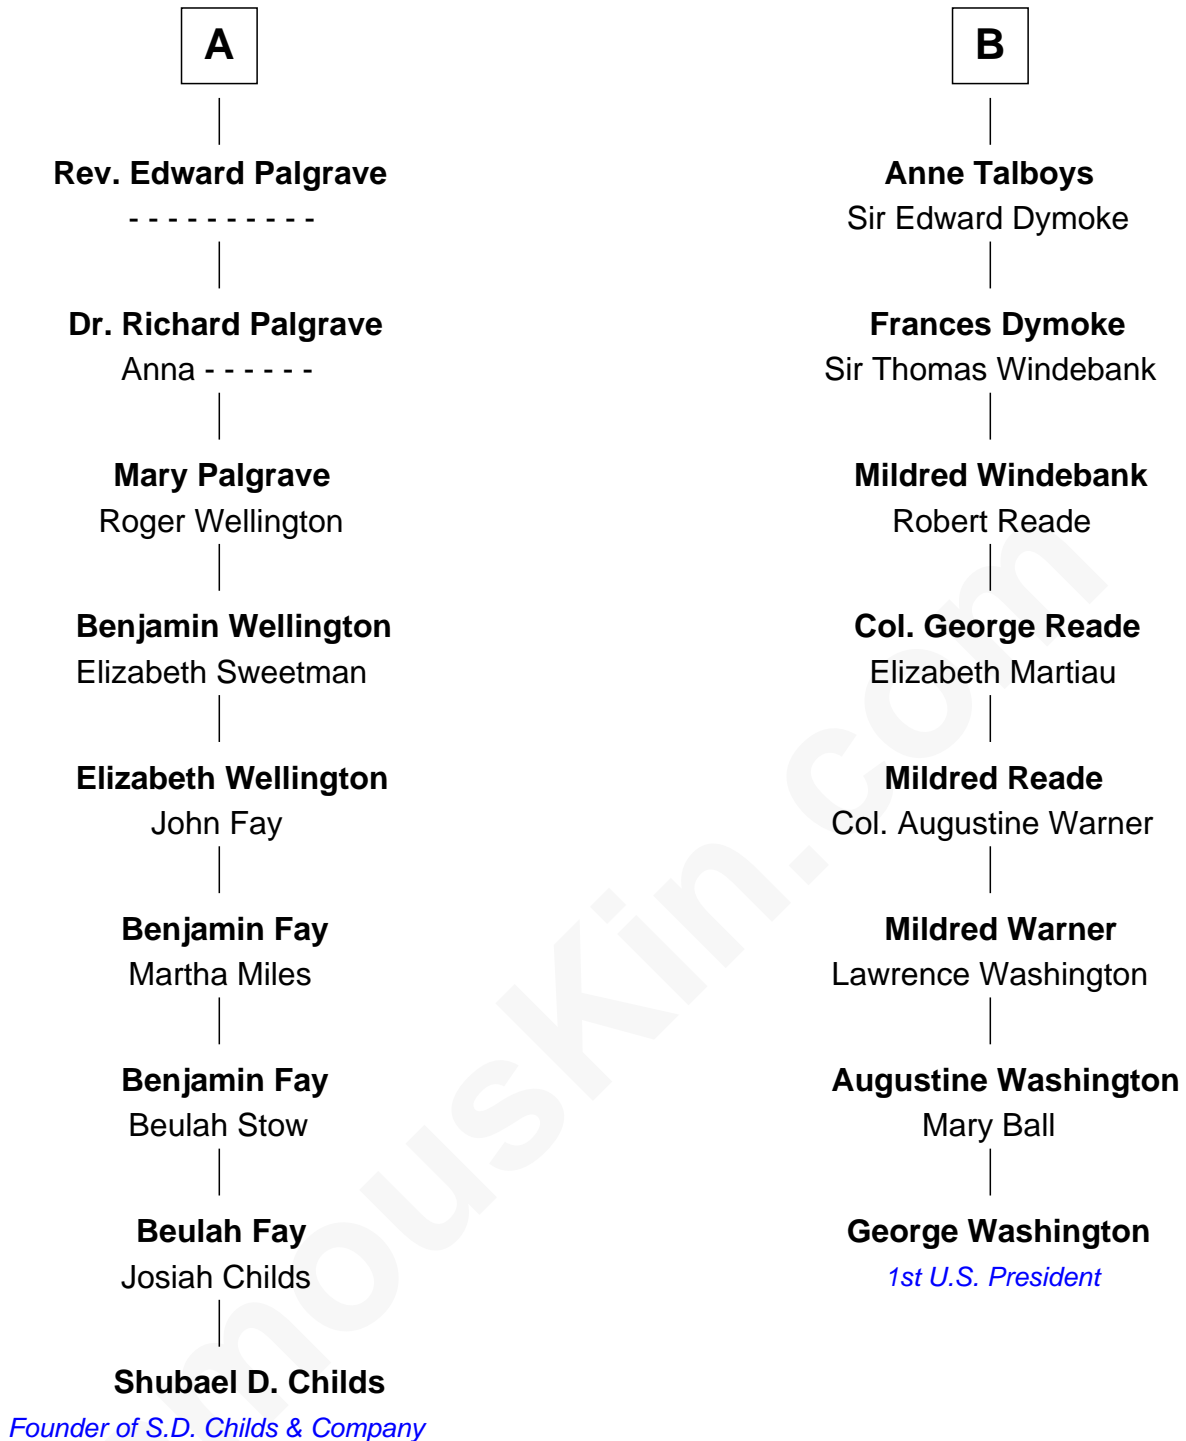 A
Rev. Edward Palgrave
- - - - - - - - - -
Dr. Richard Palgrave
Anna - - - - - -
Mary Palgrave
Roger Wellington
Benjamin Wellington
Elizabeth Sweetman
Elizabeth Wellington
John Fay
Benjamin Fay
Martha Miles
Benjamin Fay
Beulah Stow
Beulah Fay
Josiah Childs
Shubael D. Childs
Founder of S.D. Childs & Company
B
Anne Talboys
Sir Edward Dymoke
Frances Dymoke
Sir Thomas Windebank
Mildred Windebank
Robert Reade
Col. George Reade
Elizabeth Martiau
Mildred Reade
Col. Augustine Warner
Mildred Warner
Lawrence Washington
Augustine Washington
Mary Ball
George Washington
1st U.S. President
mousKin.com